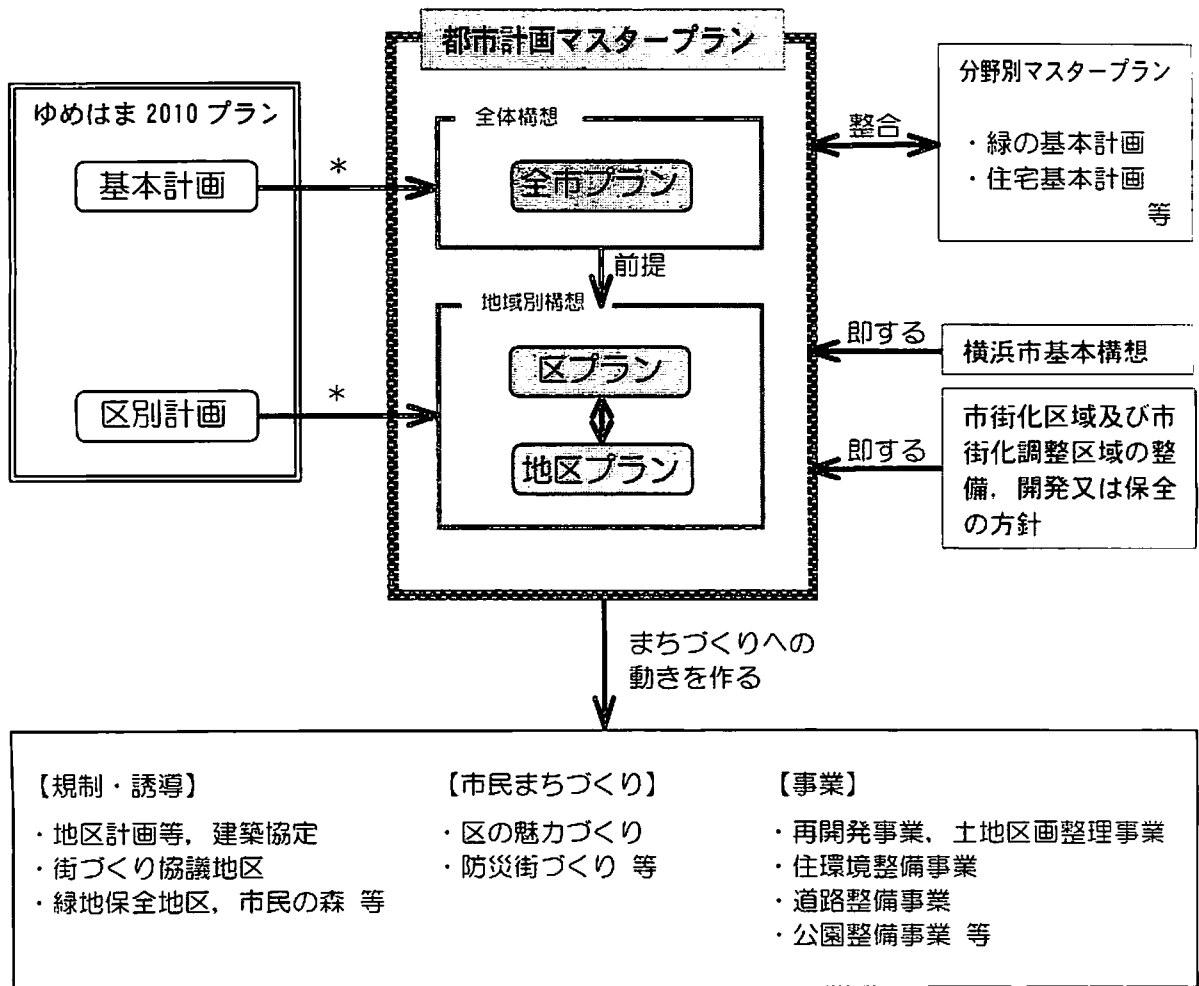 都市計画マスタープラン
ゆめはま 2010 プラン
基本計画
*
区別計画
*
全体構想
全市プラン
前提
地域別構想
区プラン
地区プラン
整合
分野別マスタープラン
・緑の基本計画
・住宅基本計画
等
即する
横浜市基本構想
即する
市街化区域及び市
街化調整区域の整
備，開発又は保全
の方針
まちづくりへの
動きを作る
【規制・誘導】
・地区計画等，建築協定
・街づくり協議地区
・緑地保全地区，市民の森 等
【市民まちづくり】
・区の魅力づくり
・防災街づくり 等
【事業】
・再開発事業，土地区画整理事業
・住環境整備事業
・道路整備事業
・公園整備事業 等